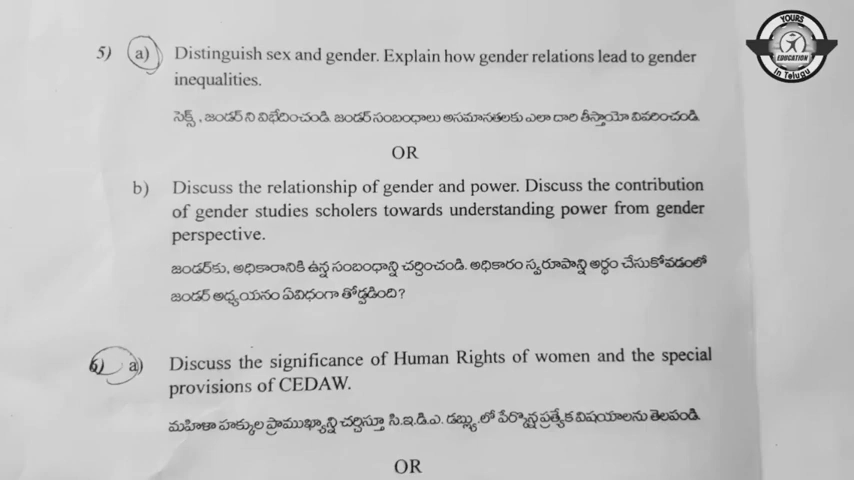 YOURS
EDUCATION
In Telugu
5) a) Distinguish sex and gender. Explain how gender relations lead to gender
inequalities.
సెక్స్, జండర్ ని విభేదించండి. జండర్ సంబంధాలు అసమానతలకు ఎలా దారి తీస్తాయో వివరించండి.
OR
b) Discuss the relationship of gender and power. Discuss the contribution
of gender studies scholers towards understanding power from gender
perspective.
జండర్‌కు, అధికారానికి ఉన్న సంబంధాన్ని చర్చించండి. అధికారం స్వరూపాన్ని అర్ధం చేసుకోవడంలో
జండర్ అధ్యయనం ఏవిధంగా తోడ్పడింది?
6) a) Discuss the significance of Human Rights of women and the special
provisions of CEDAW.
మహిళా హక్కుల ప్రాముఖ్యాన్ని చర్చిస్తూ సి.ఇ.డి.ఎ. డబ్ల్యు.లో పేర్కొన్న ప్రత్యేక విషయాలను తెలపండి.
OR